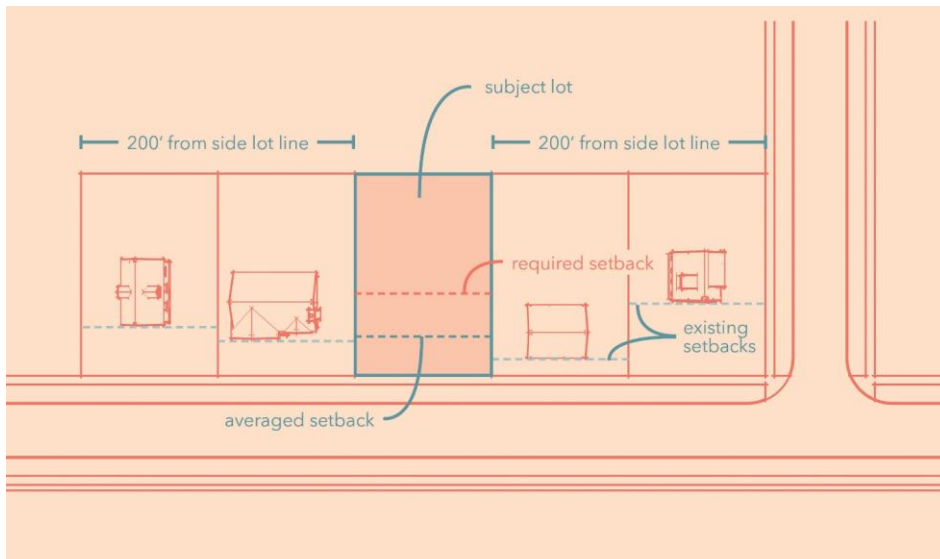 subject lot
200' from side lot line
200' from side lot line
required setback
existing
setbacks
averaged setback